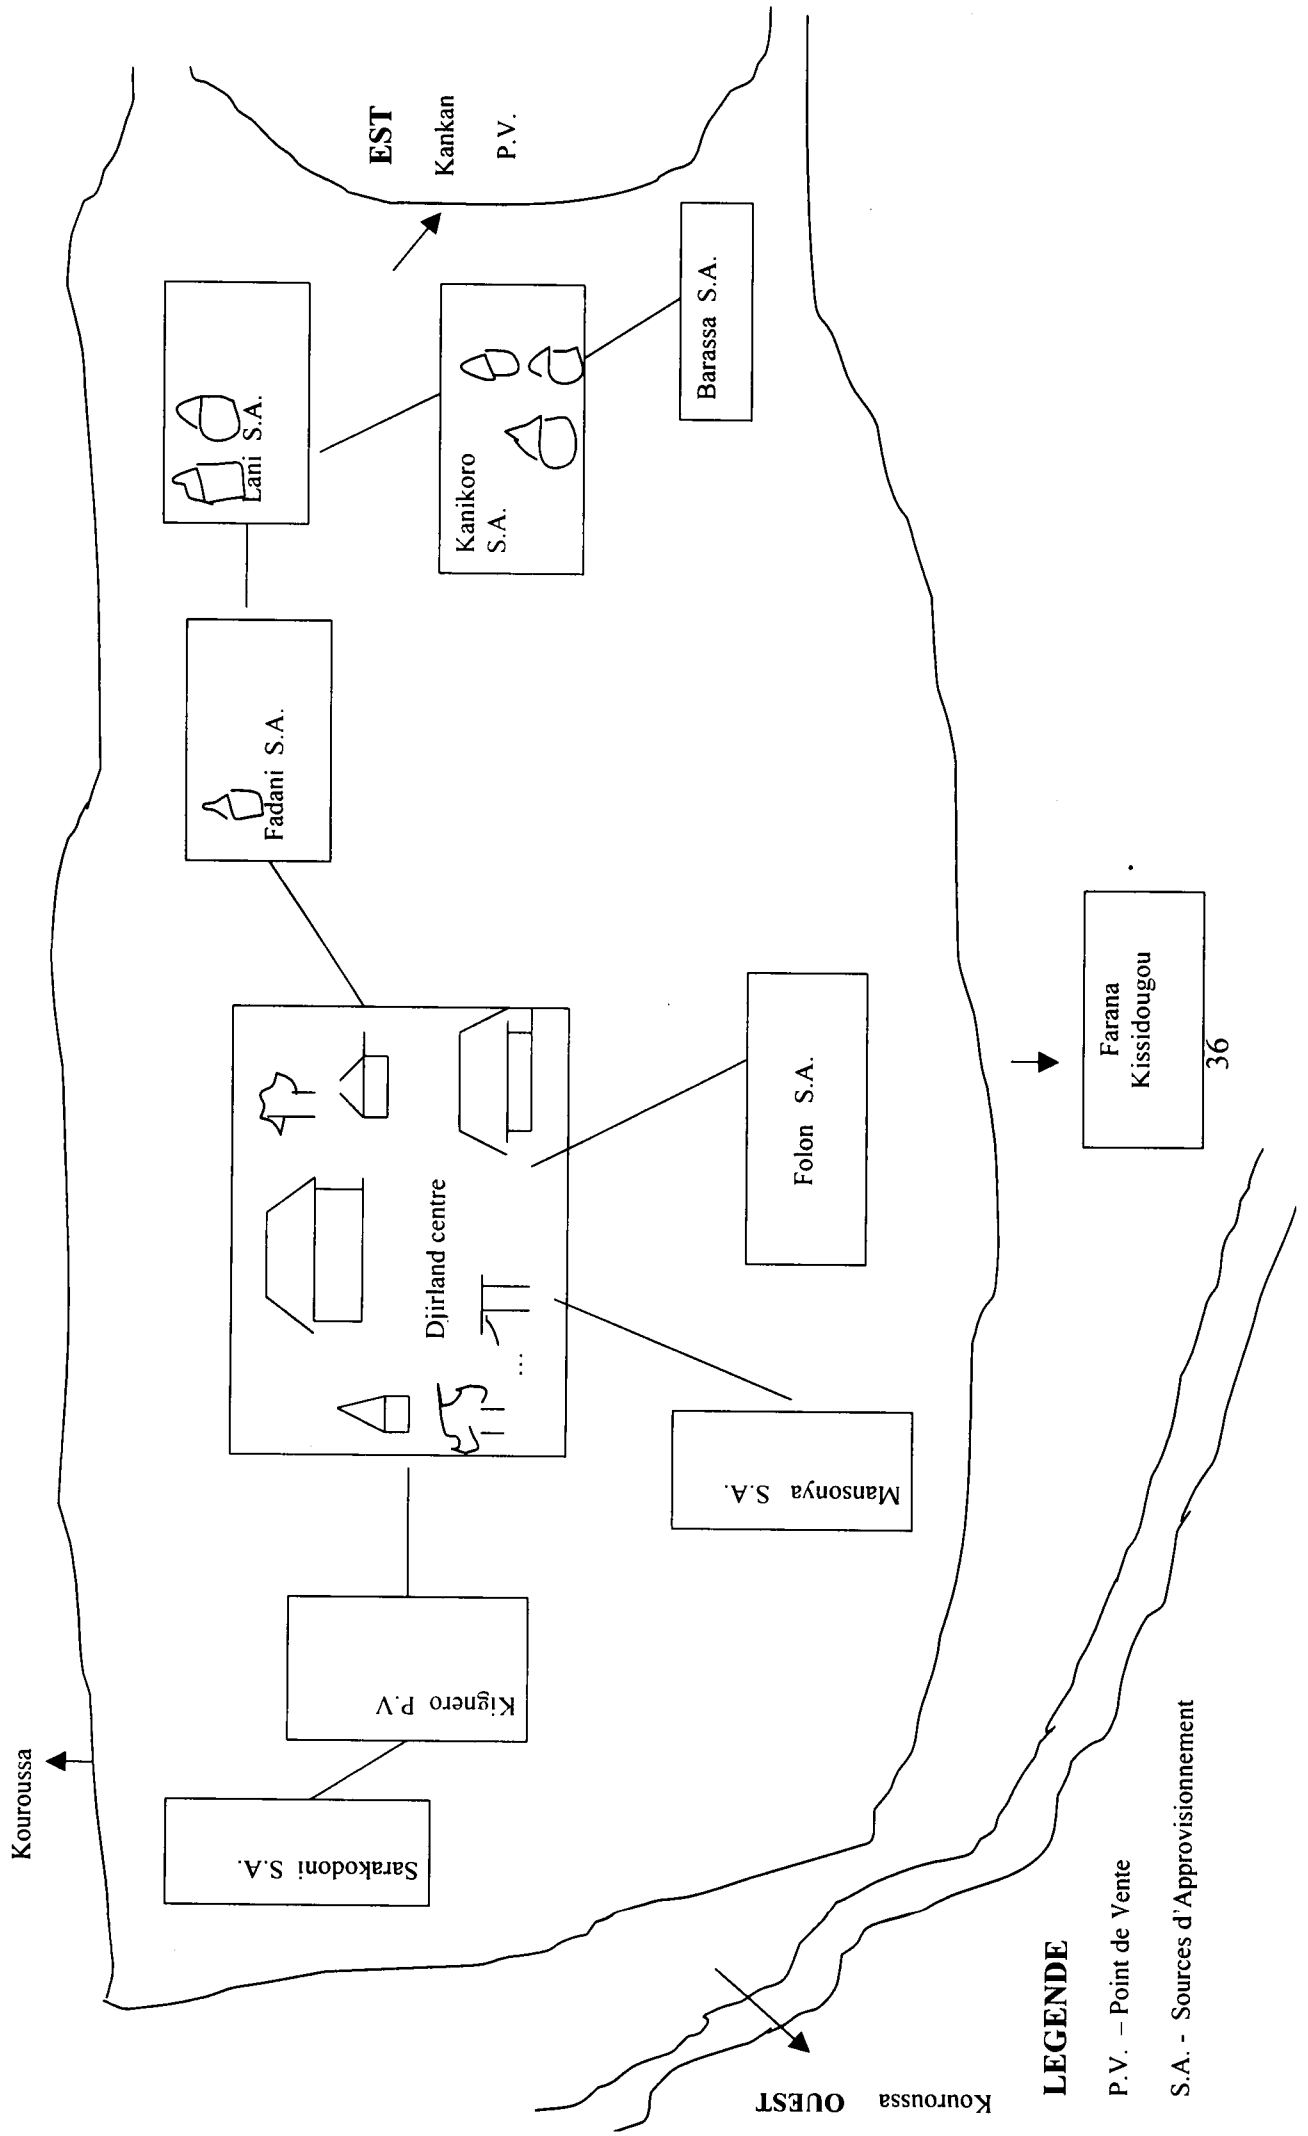 Kouroussa
EST
Kankan
P.V.
Lani S.A.
Fadani S.A.
Kanikoro
S.A.
Barassa S.A.
Djirland centre
Kignero P.V
Sarakodoni S.A.
Mansonya S.A.
Folon S.A.
Farana
Kissidougou
36
OUEST
Kouroussa
LEGENDE
P.V. – Point de Vente
S.A. - Sources d'Approvisionnement